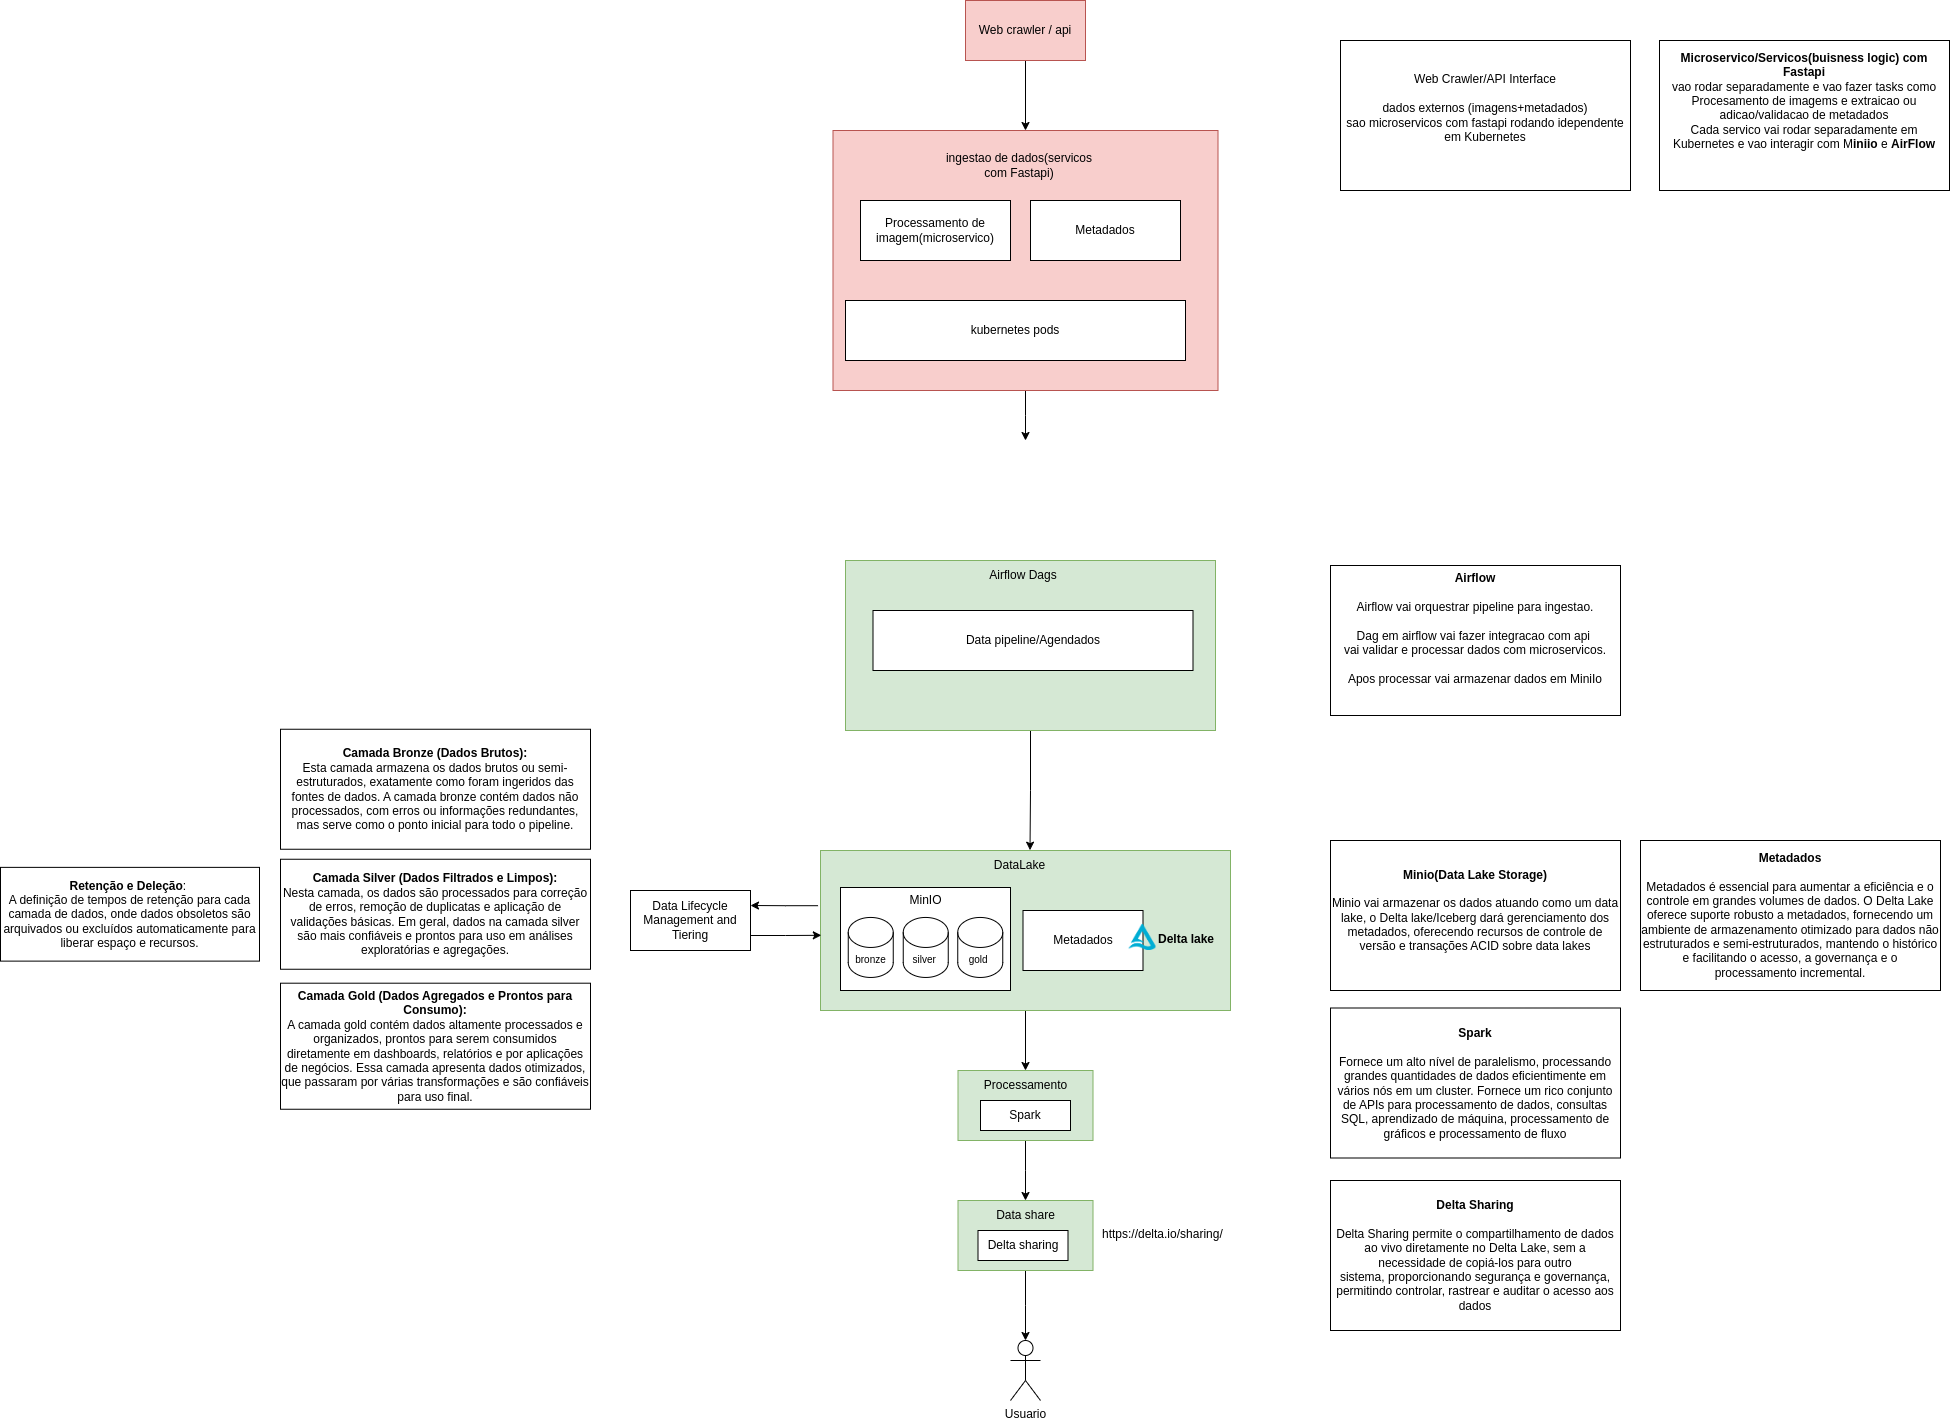 Web crawler / api
Web Crawler/API Interface
dados externos (imagens+metadados)
sao microservicos com fastapi rodando idependente
em Kubernetes
Microservico/Servicos(buisness logic) com
Fastapi
vao rodar separadamente e vao fazer tasks como
Procesamento de imagems e extraicao ou
adicao/validacao de metadados
Cada servico vai rodar separadamente em
Kubernetes e vao interagir com Miniio e AirFlow
ingestao de dados(servicos
com Fastapi)
Processamento de
imagem(microservico)
Metadados
kubernetes pods
Airflow Dags
Data pipeline/Agendados
Airflow
Airflow vai orquestrar pipeline para ingestao.
Dag em airflow vai fazer integracao com api
vai validar e processar dados com microservicos.
Apos processar vai armazenar dados em MiniIo
Camada Bronze (Dados Brutos):
Esta camada armazena os dados brutos ou semi-
estruturados, exatamente como foram ingeridos das
fontes de dados. A camada bronze contém dados não
processados, com erros ou informações redundantes,
mas serve como o ponto inicial para todo o pipeline.
Retenção e Deleção:
A definição de tempos de retenção para cada
camada de dados, onde dados obsoletos são
arquivados ou excluídos automaticamente para
liberar espaço e recursos.
Camada Silver (Dados Filtrados e Limpos):
Nesta camada, os dados são processados para correção
de erros, remoção de duplicatas e aplicação de
validações básicas. Em geral, dados na camada silver
são mais confiáveis e prontos para uso em análises
exploratórias e agregações.
Camada Gold (Dados Agregados e Prontos para
Consumo):
A camada gold contém dados altamente processados e
organizados, prontos para serem consumidos
diretamente em dashboards, relatórios e por aplicações
de negócios. Essa camada apresenta dados otimizados,
que passaram por várias transformações e são confiáveis
para uso final.
Data Lifecycle
Management and
Tiering
DataLake
MinIO
bronze
silver
gold
Metadados
Delta lake
Minio(Data Lake Storage)
Minio vai armazenar os dados atuando como um data
lake, o Delta lake/Iceberg dará gerenciamento dos
metadados, oferecendo recursos de controle de
versão e transações ACID sobre data lakes
Metadados
Metadados é essencial para aumentar a eficiência e o
controle em grandes volumes de dados. O Delta Lake
oferece suporte robusto a metadados, fornecendo um
ambiente de armazenamento otimizado para dados não
estruturados e semi-estruturados, mantendo o histórico
e facilitando o acesso, a governança e o
processamento incremental.
Processamento
Spark
Spark
Fornece um alto nível de paralelismo, processando
grandes quantidades de dados eficientimente em
vários nós em um cluster. Fornece um rico conjunto
de APIs para processamento de dados, consultas
SQL, aprendizado de máquina, processamento de
gráficos e processamento de fluxo
Data share
Delta sharing
https://delta.io/sharing/
Delta Sharing
Delta Sharing permite o compartilhamento de dados
ao vivo diretamente no Delta Lake, sem a
necessidade de copiá-los para outro
sistema, proporcionando segurança e governança,
permitindo controlar, rastrear e auditar o acesso aos
dados
Usuario